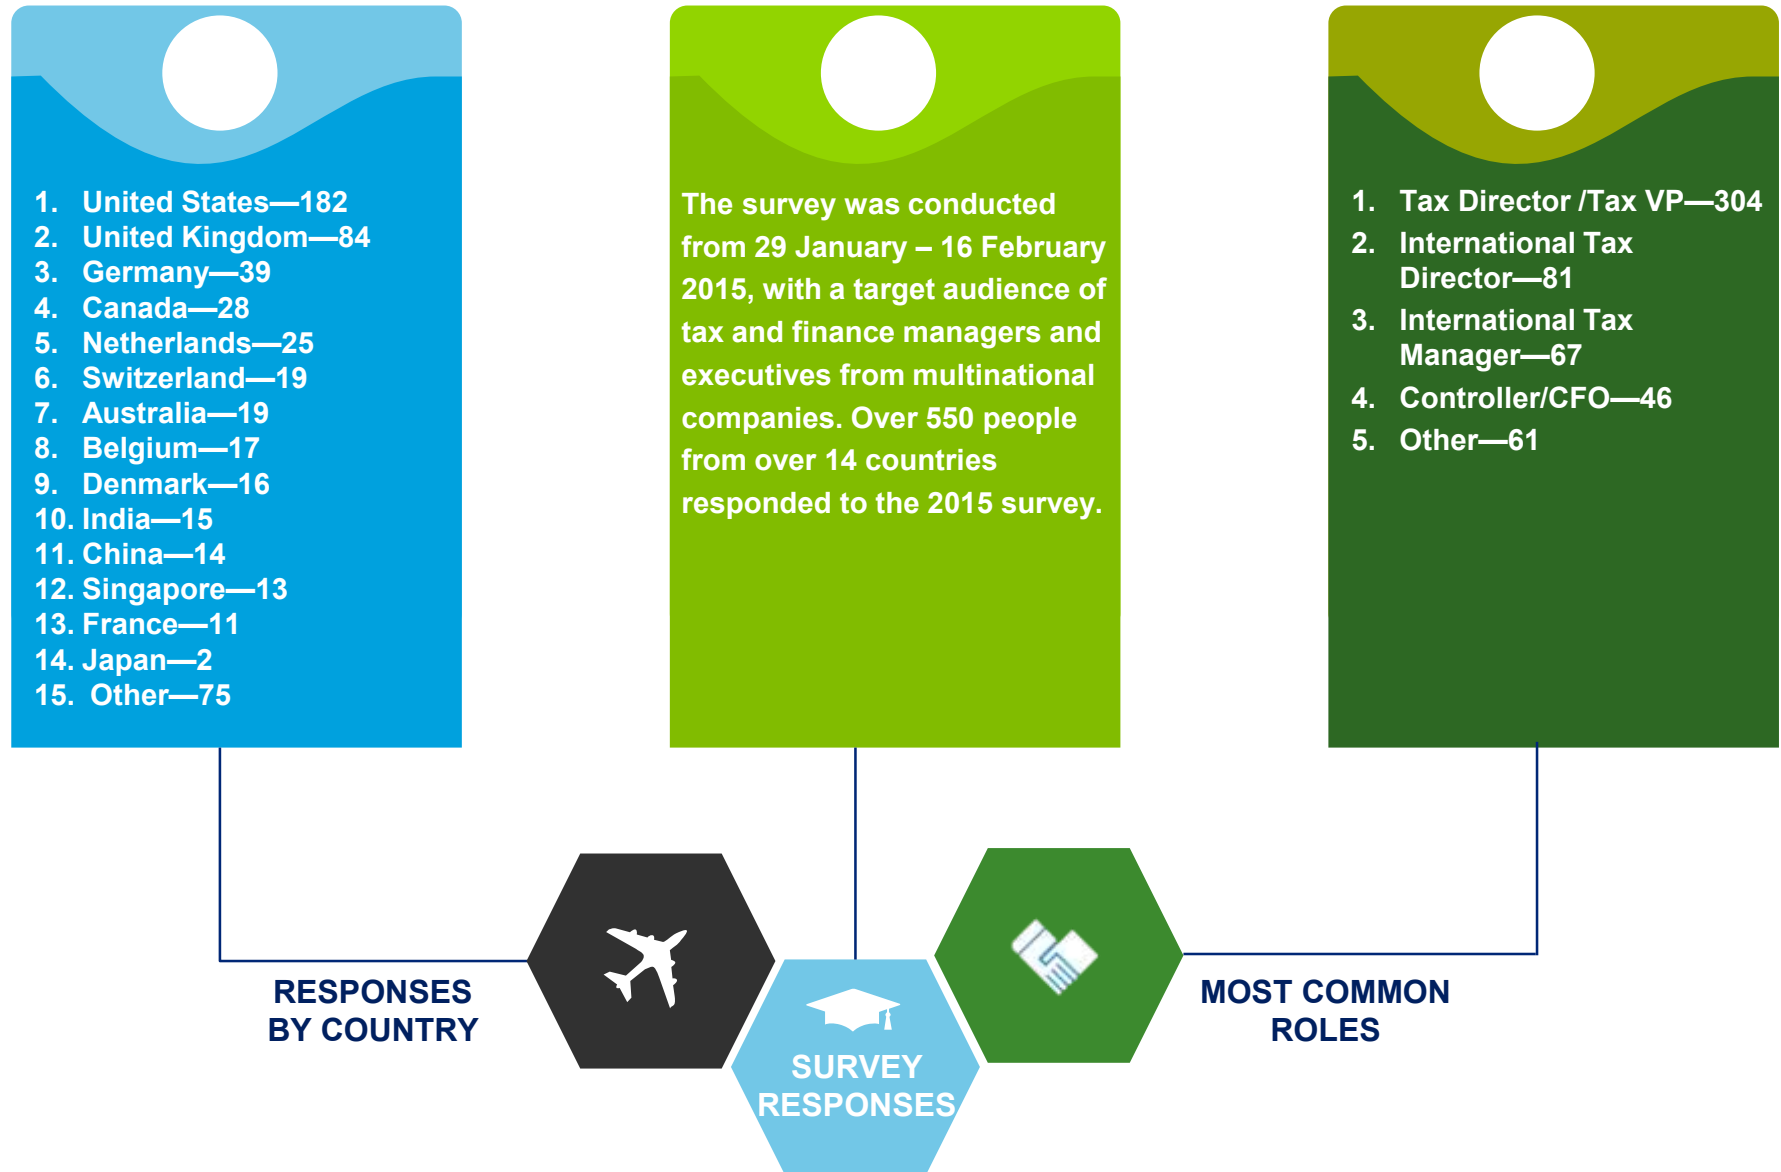 1. United States—182
2. United Kingdom—84
3. Germany—39
4. Canada—28
5. Netherlands—25
6. Switzerland—19
7. Australia—19
8. Belgium—17
9. Denmark—16
10. India—15
11. China—14
12. Singapore—13
13. France—11
14. Japan—2
15. Other—75
The survey was conducted
from 29 January – 16 February
2015, with a target audience of
tax and finance managers and
executives from multinational
companies. Over 550 people
from over 14 countries
responded to the 2015 survey.
1. Tax Director /Tax VP—304
2. International Tax
Director—81
3. International Tax
Manager—67
4. Controller/CFO—46
5. Other—61
RESPONSES
BY COUNTRY
SURVEY
RESPONSES
MOST COMMON
ROLES